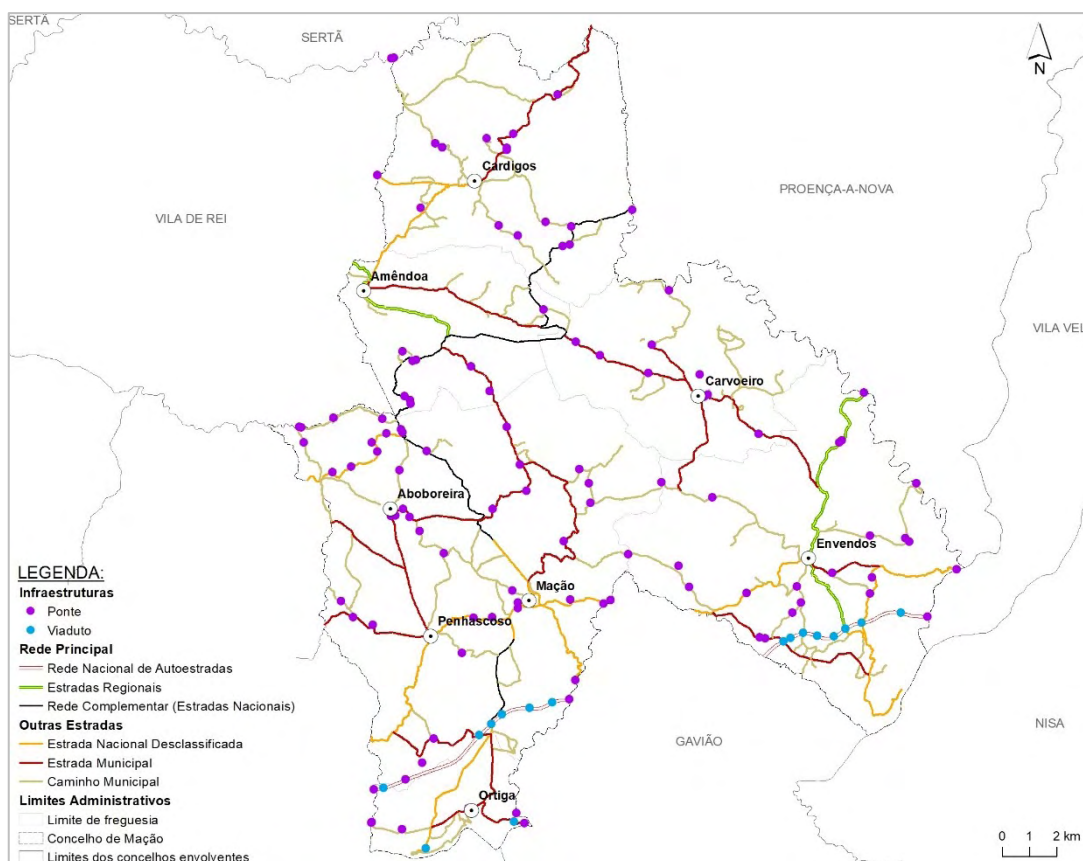 SERTÃ
SERTÃ
N
Cardigos
PROENÇA-A-NOVA
VILA DE REI
Amêndoa
VILA VEL
Carvoeiro
Aboboreira
Envendos
Mação
Penhascoso
NISA
GAVIÃO
Ortiga
LEGENDA:
Infraestruturas
Ponte
Viaduto
Rede Principal
Rede Nacional de Autoestradas
Estradas Regionais
Rede Complementar (Estradas Nacionais)
Outras Estradas
Estrada Nacional Desclassificada
Estrada Municipal
Caminho Municipal
Limites Administrativos
Limite de freguesia
Concelho de Mação
Limites dos concelhos envolventes
0 1 2 km